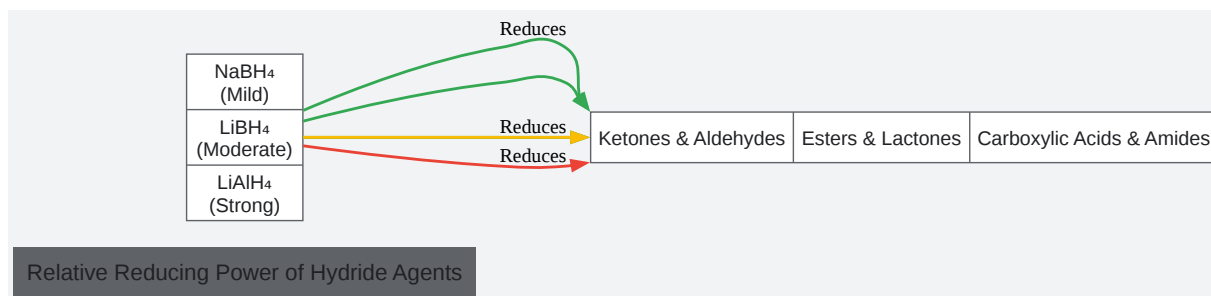 Reduces
NaBH₄
(Mild)
LiBH₄
(Moderate)
LiAlH₄
(Strong)
Reduces
Reduces
Ketones & Aldehydes
Esters & Lactones
Carboxylic Acids & Amides
Relative Reducing Power of Hydride Agents